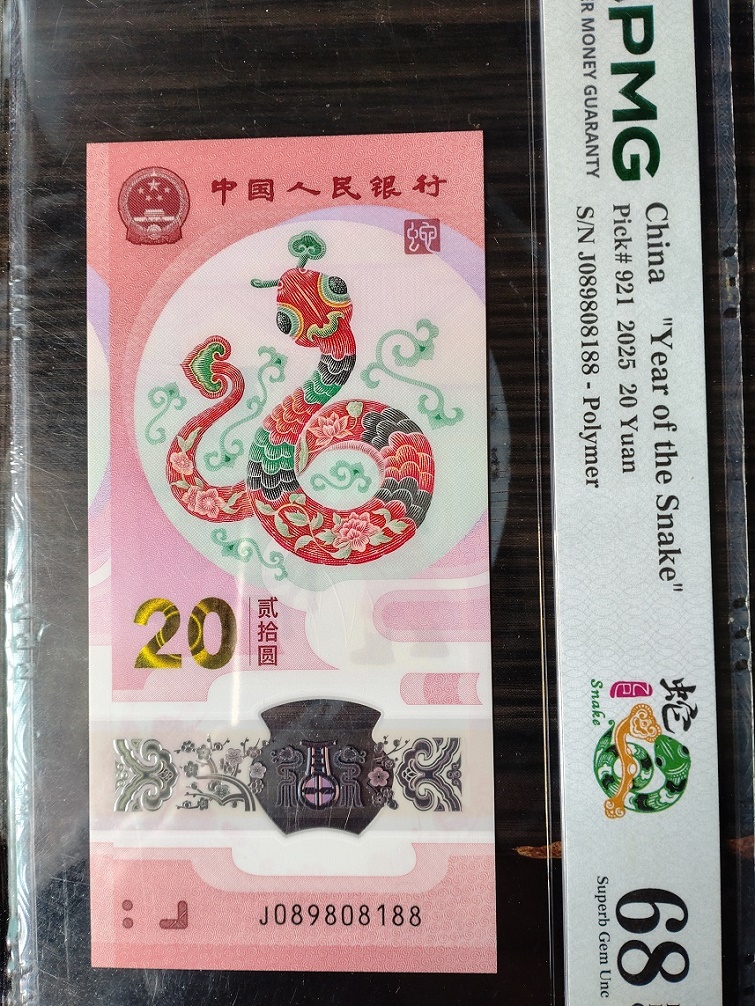 中国人民银行
蛇
20
贰拾圆
J089808188
PMG
ER MONEY GUARANTY
China "Year of the Snake"
Pick# 921 2025 20 Yuan
S/N J089808188 - Polymer
蛇
Snake
68
Superb Gem Unc